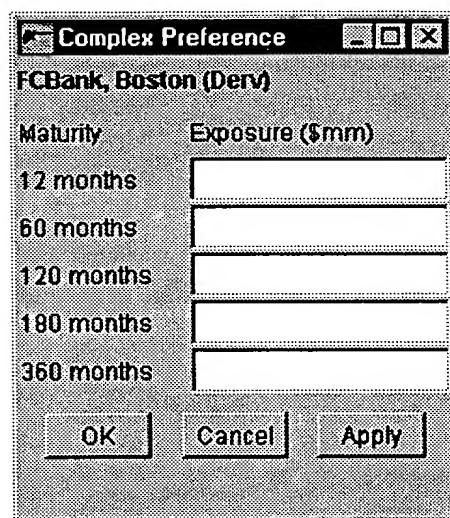 Complex Preference
FCBank, Boston (Derv)
Maturity Exposure ($mm)
12 months
60 months
120 months
180 months
360 months
OK Cancel Apply